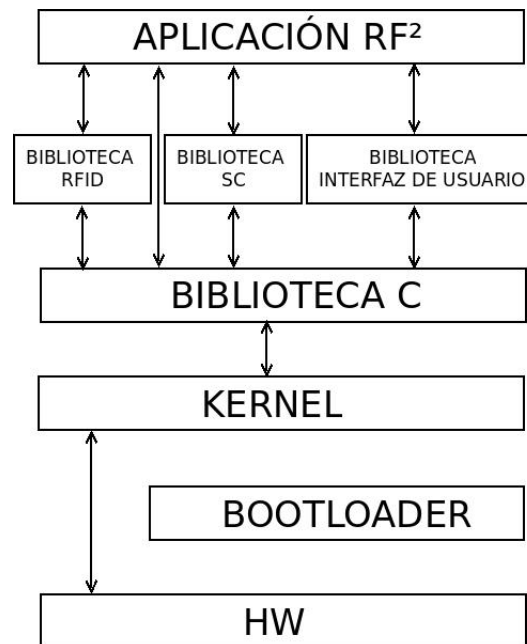 APLICACIÓN RF²
BIBLIOTECA
RFID
BIBLIOTECA
SC
BIBLIOTECA
INTERFAZ DE USUARIO
BIBLIOTECA C
KERNEL
BOOTLOADER
HW